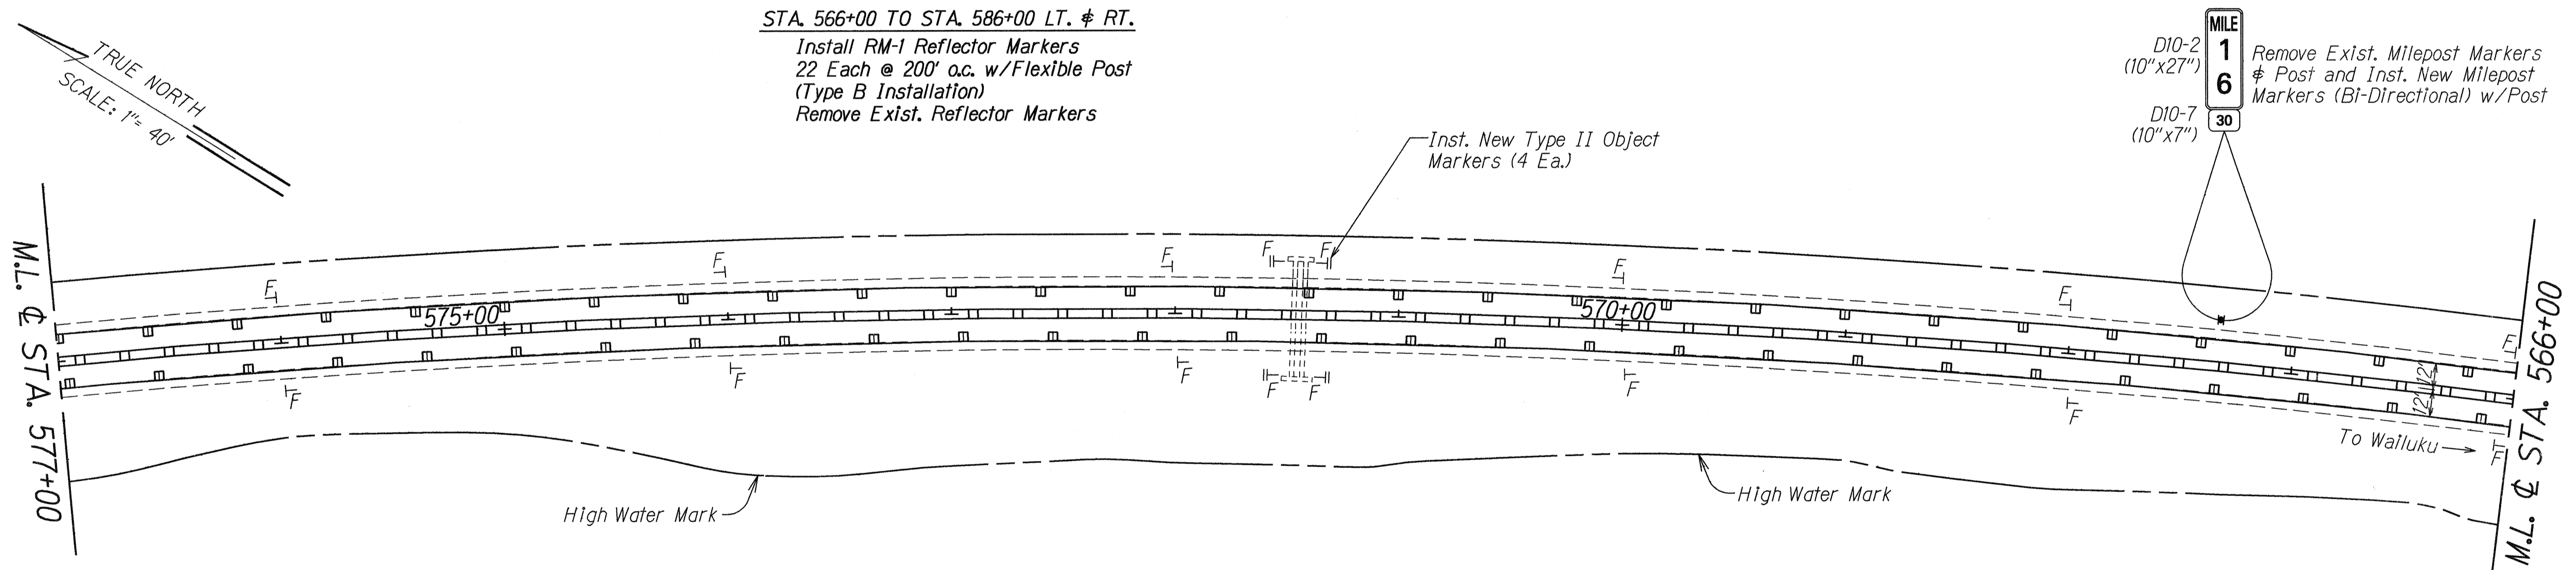 STA. 566+00 TO STA. 586+00 LT. & RT.
Install RM-1 Reflector Markers
22 Each @ 200' o.c. w/Flexible Post
(Type B Installation)
Remove Exist. Reflector Markers
TRUE NORTH
SCALE: 1"= 40'
D10-2
(10"x27")
MILE
1
6
D10-7
(10"x7")
30
Remove Exist. Milepost Markers
& Post and Inst. New Milepost
Markers (Bi-Directional) w/Post
Inst. New Type II Object
Markers (4 Ea.)
M.L. ℄ STA. 577+00
F
F
F
F
F
F
F
F
575+00
570+00
F
F
F
F
F
F
F
F
12'
12'
To Wailuku
M.L. ℄ STA. 566+00
High Water Mark
High Water Mark